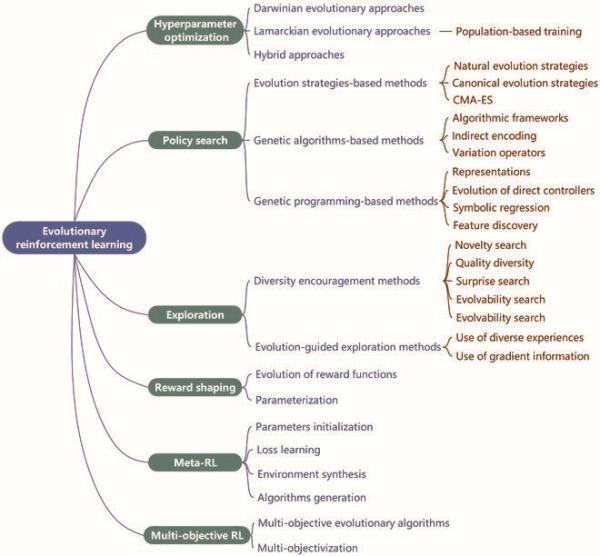 Hyperparameter
optimization
Darwinian evolutionary approaches
Lamarckian evolutionary approaches
Population-based training
Hybrid approaches
Policy search
Evolution strategies-based methods
Natural evolution strategies
Canonical evolution strategies
CMA-ES
Genetic algorithms-based methods
Algorithmic frameworks
Indirect encoding
Variation operators
Genetic programming-based methods
Representations
Evolution of direct controllers
Symbolic regression
Feature discovery
Evolutionary
reinforcement learning
Exploration
Diversity encouragement methods
Novelty search
Quality diversity
Surprise search
Evolvability search
Evolvability search
Evolution-guided exploration methods
Use of diverse experiences
Use of gradient information
Reward shaping
Evolution of reward functions
Parameterization
Meta-RL
Parameters initialization
Loss learning
Environment synthesis
Algorithms generation
Multi-objective RL
Multi-objective evolutionary algorithms
Multi-objectivization